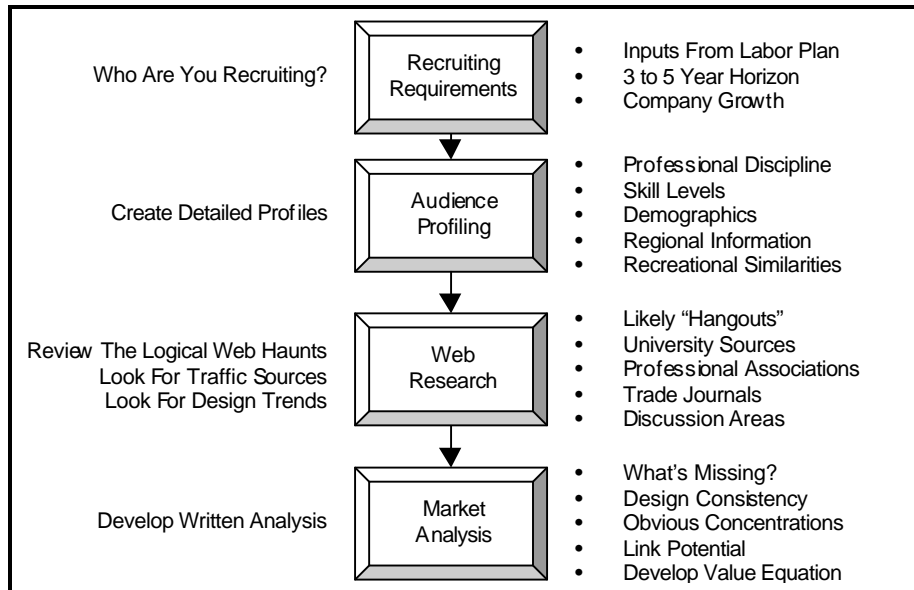 Who Are You Recruiting?
Recruiting
Requirements
• Inputs From Labor Plan
• 3 to 5 Year Horizon
• Company Growth
Create Detailed Profiles
Audience
Profiling
• Professional Discipline
• Skill Levels
• Demographics
• Regional Information
• Recreational Similarities
Review The Logical Web Haunts
Look For Traffic Sources
Look For Design Trends
Web
Research
• Likely “Hangouts”
• University Sources
• Professional Associations
• Trade Journals
• Discussion Areas
Develop Written Analysis
Market
Analysis
• What’s Missing?
• Design Consistency
• Obvious Concentrations
• Link Potential
• Develop Value Equation